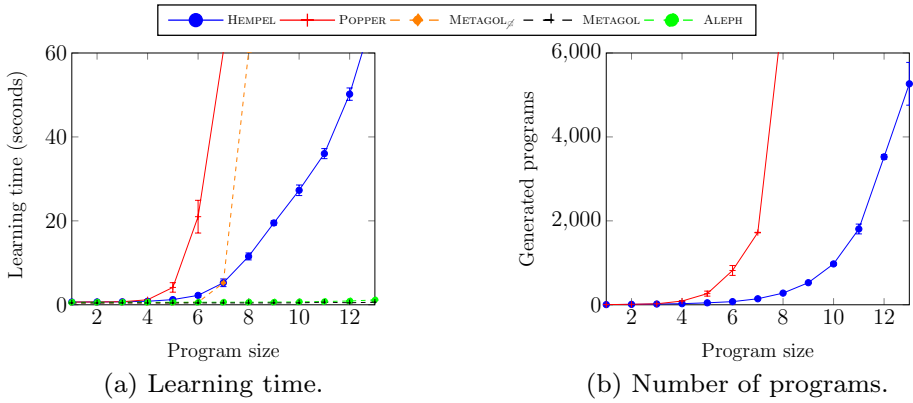 HEMPEL POPPER METAGOL∅ METAGOL ALEPH
60
40
20
0
2 4 6 8 10 12
Learning time (seconds)
Program size
(a) Learning time.
6,000
4,000
2,000
0
2 4 6 8 10 12
Generated programs
Program size
(b) Number of programs.